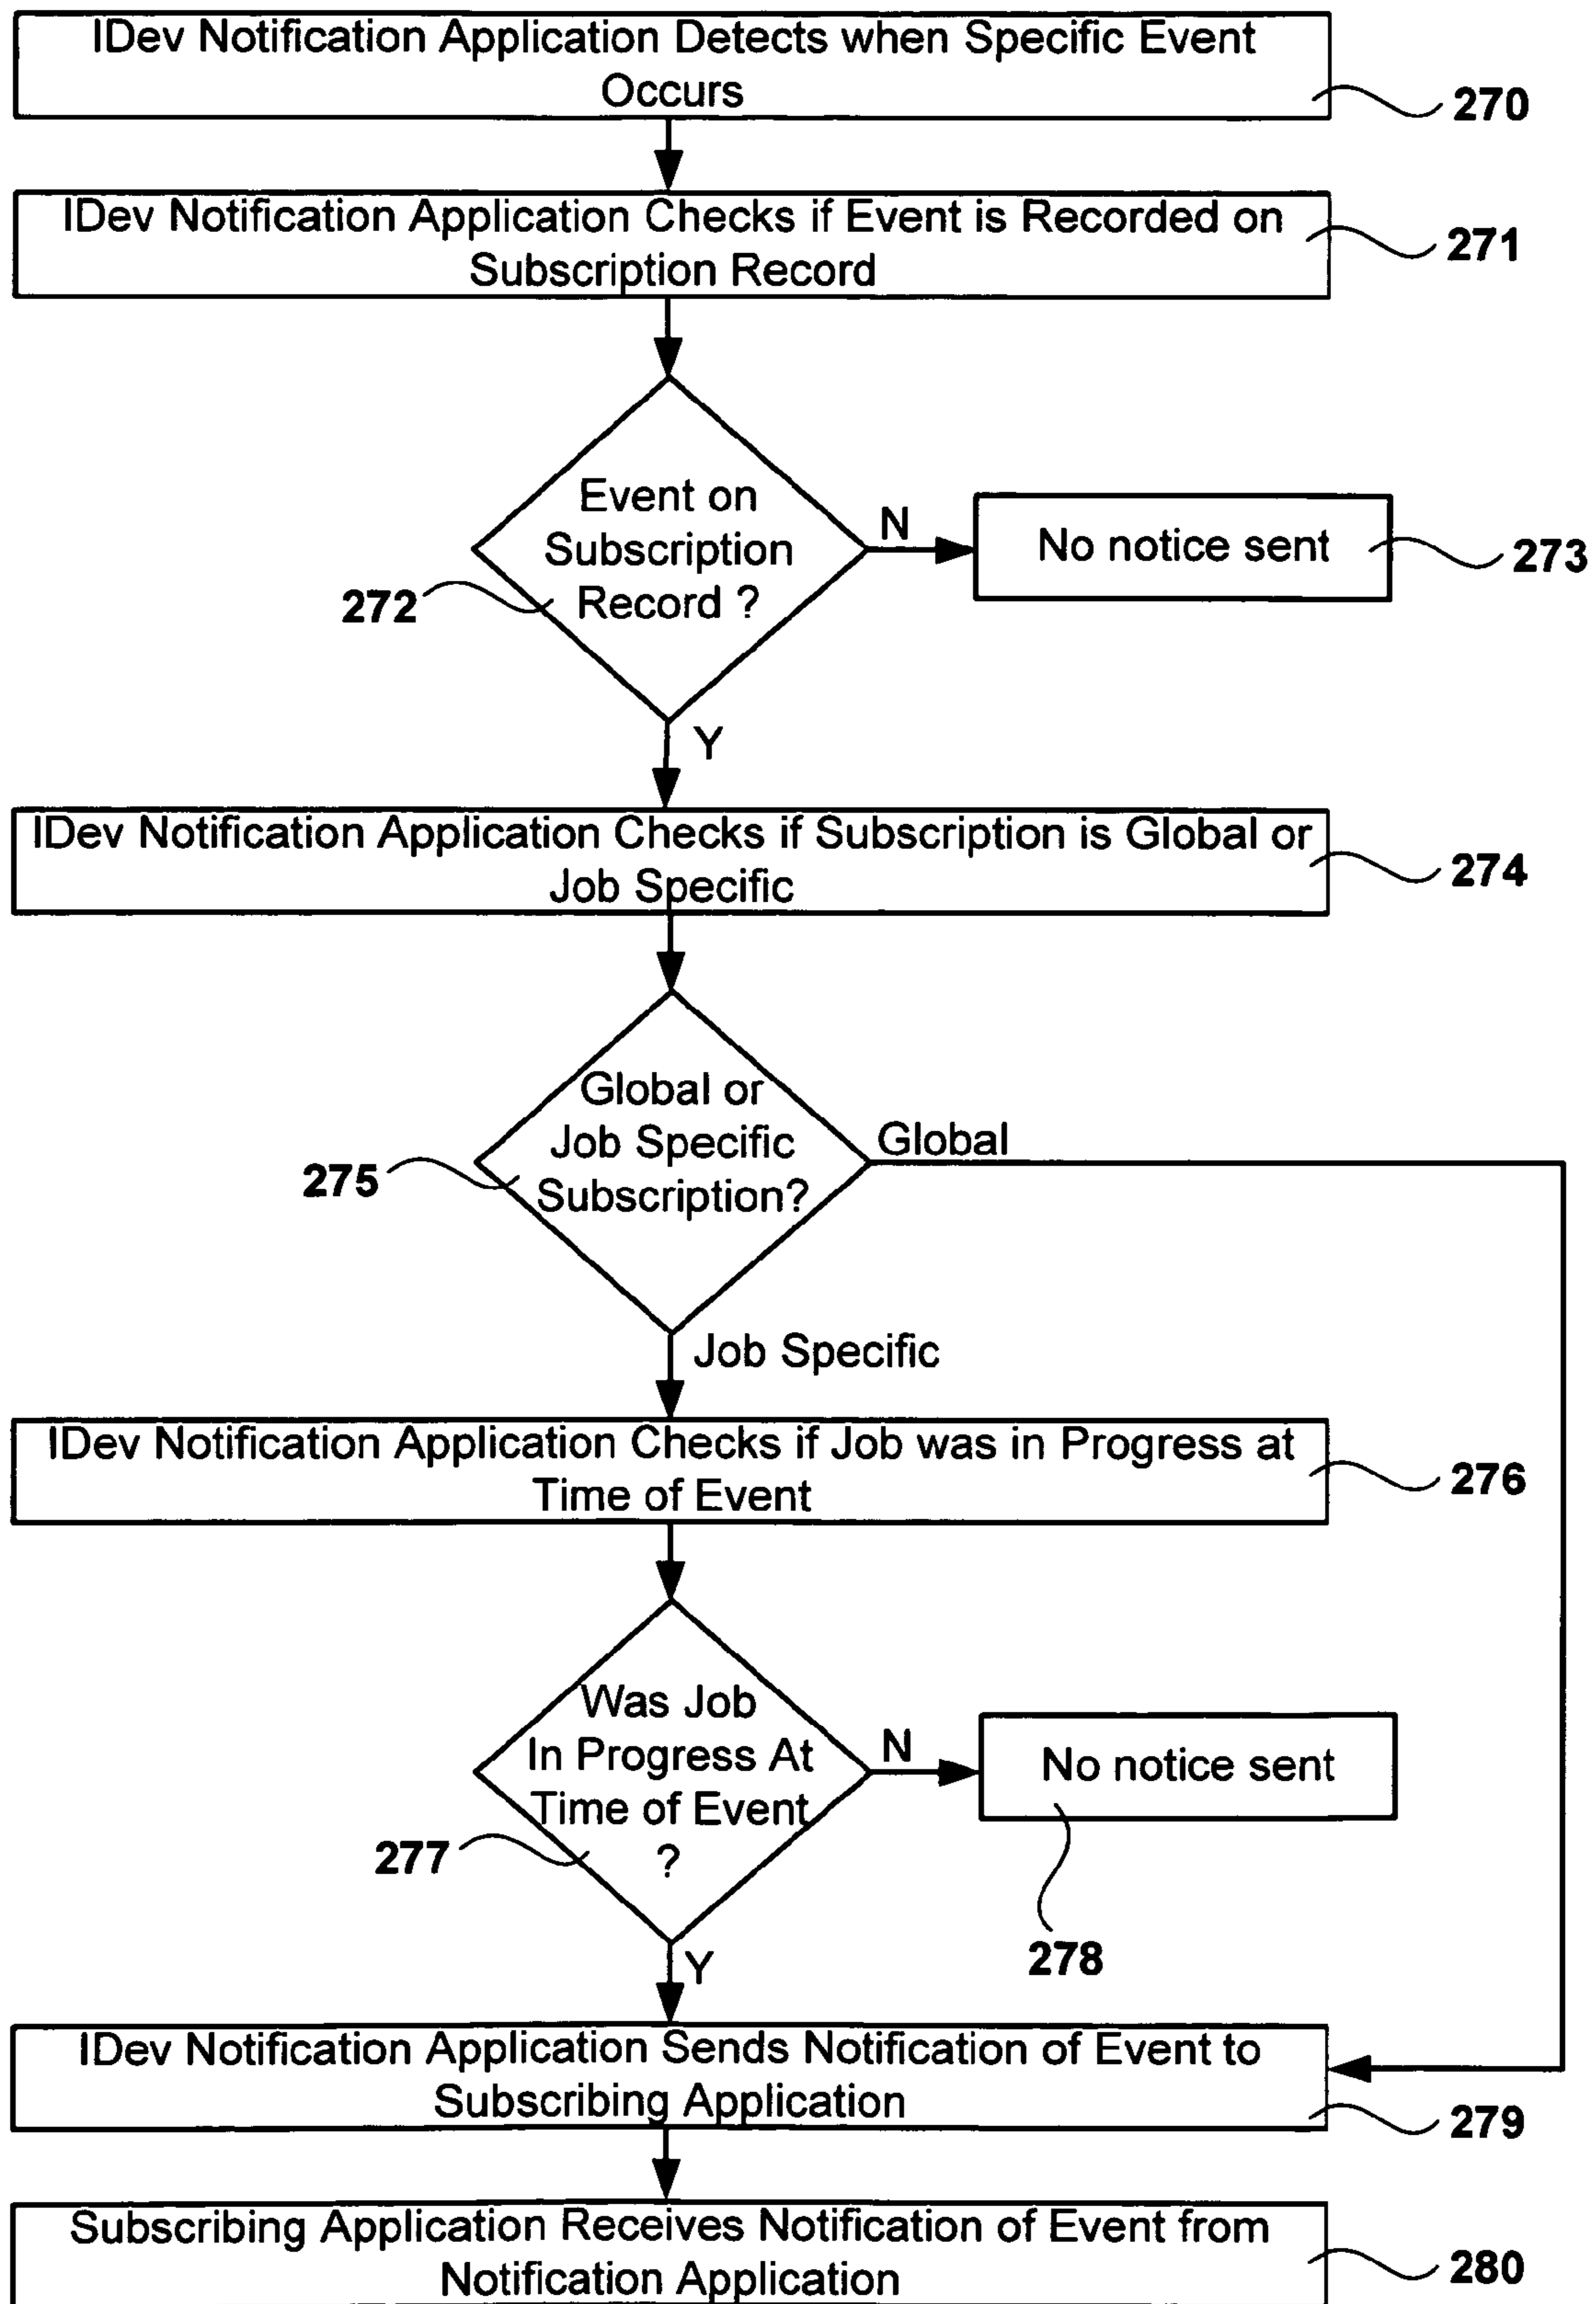 IDev Notification Application Detects when Specific Event
Occurs
270
IDev Notification Application Checks if Event is Recorded on
Subscription Record
271
Event on
Subscription
Record ?
272
N
No notice sent
273
Y
IDev Notification Application Checks if Subscription is Global or
Job Specific
274
Global or
Job Specific
Subscription?
275
Global
Job Specific
IDev Notification Application Checks if Job was in Progress at
Time of Event
276
Was Job
In Progress At
Time of Event
?
277
N
No notice sent
278
Y
IDev Notification Application Sends Notification of Event to
Subscribing Application
279
Subscribing Application Receives Notification of Event from
Notification Application
280